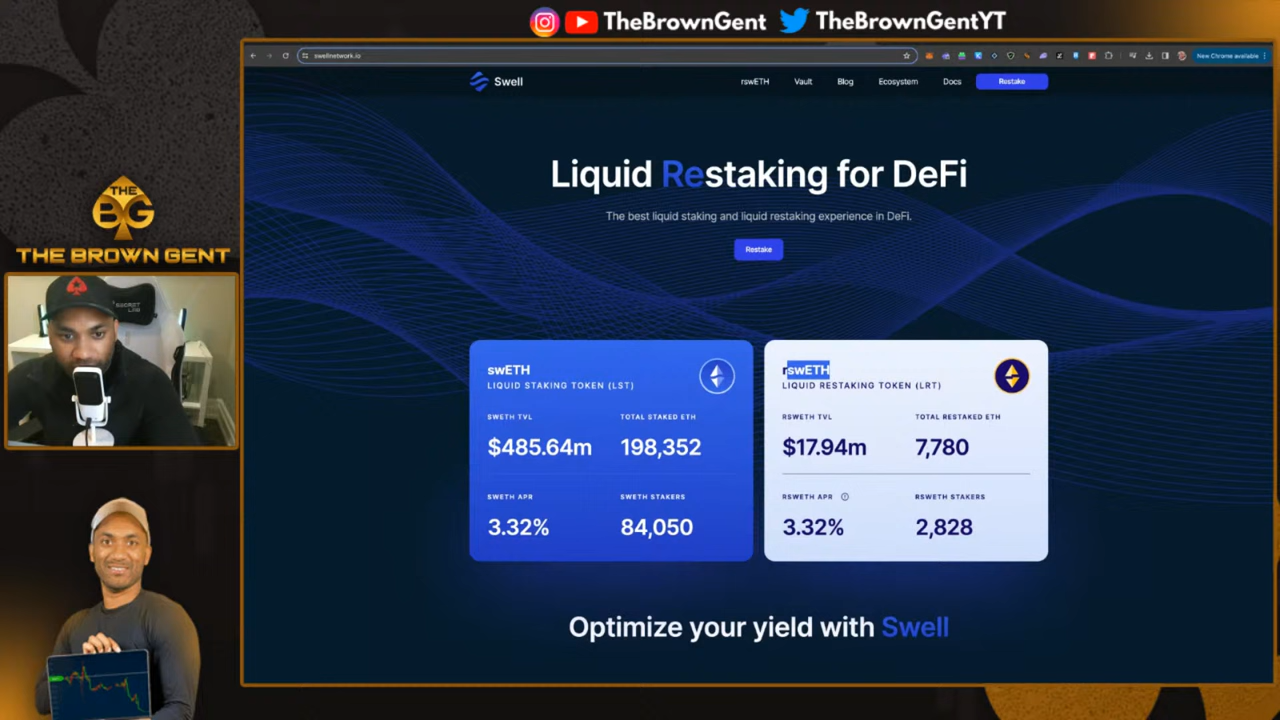 TheBrownGent TheBrownGentYT
swellnetwork.io
New Chrome available
Swell
rswETH Vault Blog Ecosystem Docs Restake
Liquid Restaking for DeFi
The best liquid staking and liquid restaking experience in DeFi.
Restake
THE
BG
THE BROWN GENT
SECRET
LAB
swETH
LIQUID STAKING TOKEN (LST)
SWETH TVL TOTAL STAKED ETH
$485.64m 198,352
SWETH APR SWETH STAKERS
3.32% 84,050
rswETH
LIQUID RESTAKING TOKEN (LRT)
RSWETH TVL TOTAL RESTAKED ETH
$17.94m 7,780
RSWETH APR RSWETH STAKERS
3.32% 2,828
Optimize your yield with Swell